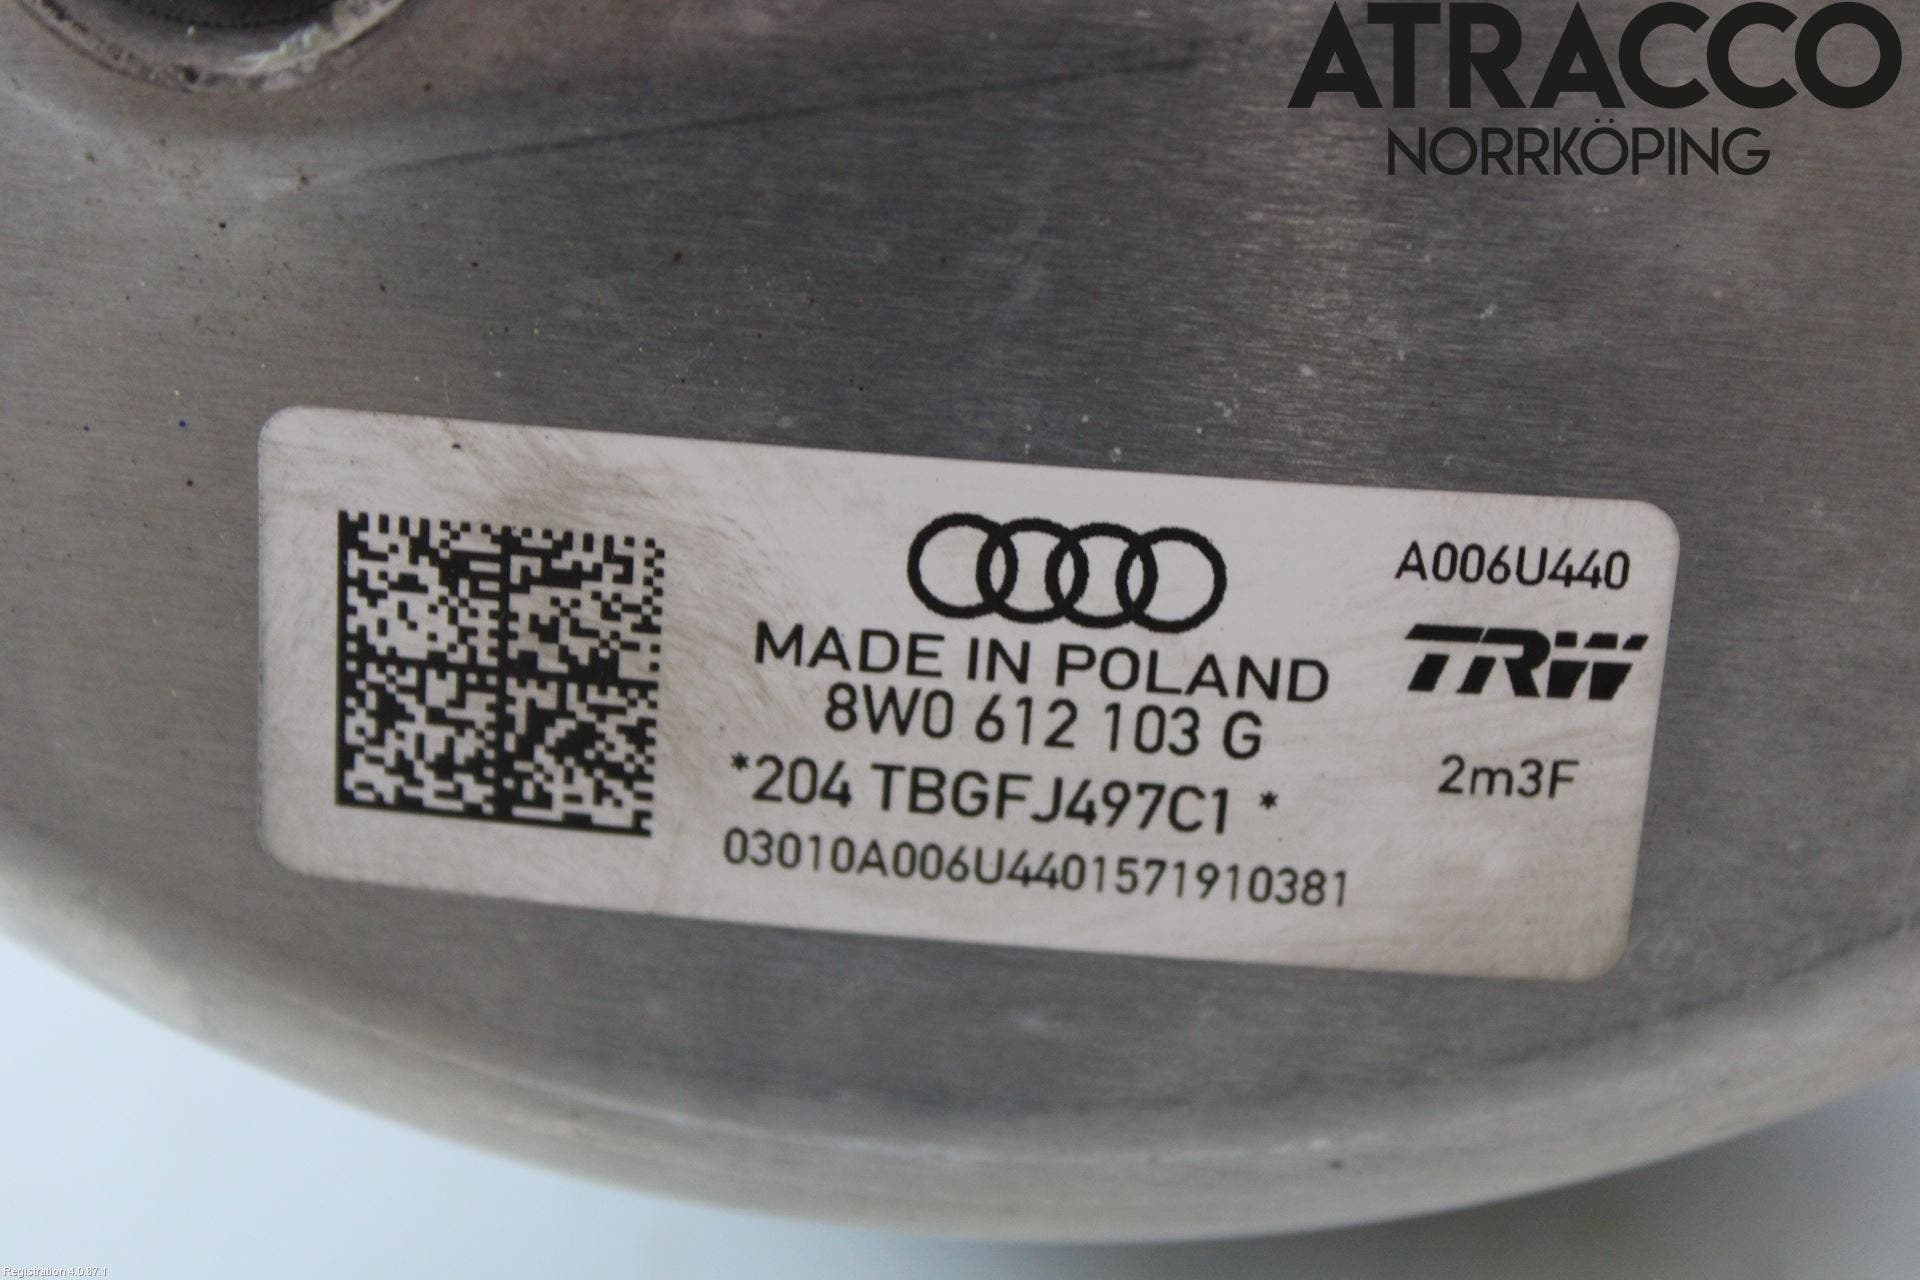 ATRACCO
NORRKÖPING
A006U440
TRW
MADE IN POLAND
8W0 612 103 G
2m3F
*204 TBGFJ497C1 *
03010A006U4401571910381
Registration 4.0.87.1